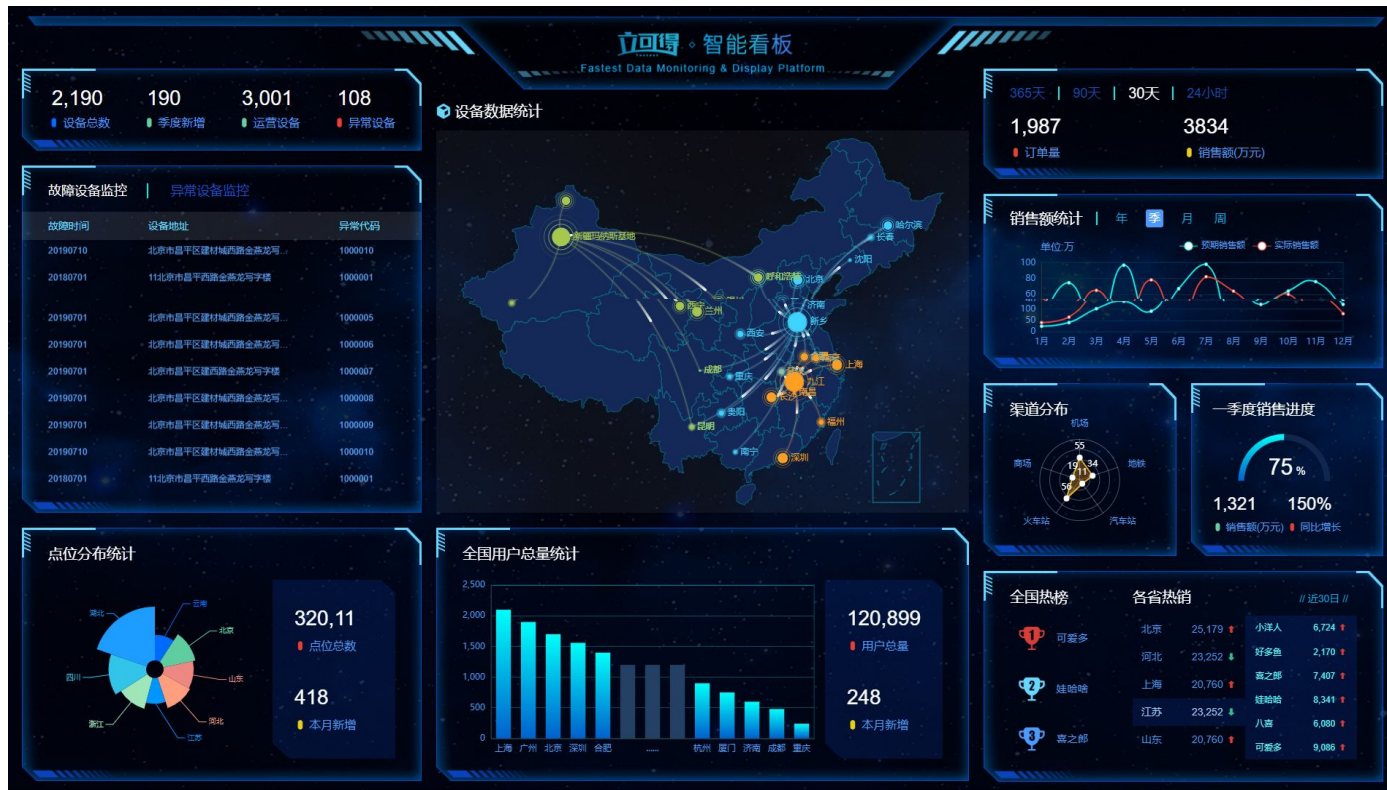 立可得 智能看板
Fastest Data Monitoring & Display Platform
2,190 190 3,001 108
设备总数 季度新增 运营设备 异常设备
故障设备监控 异常设备监控
故障时间 设备地址 异常代码
20190710 北京市昌平区建材城西路金燕龙写... 1000010
20180701 11北京市昌平西路金燕龙写字楼 1000001
20190701 北京市昌平区建材城西路金燕龙写... 1000005
20190701 北京市昌平区建材城西路金燕龙写... 1000006
20190701 北京市昌平区建西路金燕龙写字楼 1000007
20190701 北京市昌平区建材城西路金燕龙写... 1000008
20190701 北京市昌平区建材城西路金燕龙写... 1000009
20190710 北京市昌平区建材城西路金燕龙写... 1000010
20180701 11北京市昌平西路金燕龙写字楼 1000001
点位分布统计
云南
北京
山东
河北
江苏
浙江
四川
湖北
320,11
点位总数
418
本月新增
设备数据统计
新疆玛纳斯基地
哈尔滨
长春
沈阳
呼和浩特
北京
济南
西宁
兰州
新乡
西安
上海
成都
重庆
九江
南昌
长沙
贵阳
昆明
福州
南宁
深圳
全国用户总量统计
2,500
2,000
1,500
1,000
500
0
上海 广州 北京 深圳 合肥 ...... 杭州 厦门 济南 成都 重庆
120,899
用户总量
248
本月新增
365天 90天 30天 24小时
1,987 3834
订单量 销售额(万元)
销售额统计 年 季 月 周
单位:万 预期销售额 实际销售额
100
80
60
100
50
0
1月 2月 3月 4月 5月 6月 7月 8月 9月 10月 11月 12月
渠道分布
机场
55
商场 19 34 地铁
11
56
火车站 汽车站
一季度销售进度
75 %
1,321 150%
销售额(万元) 同比增长
全国热榜
1 可爱多
2 娃哈哈
3 喜之郎
各省热销 // 近30日 //
北京 25,179
河北 23,252
上海 20,760
江苏 23,252
山东 20,760
小洋人 6,724
好多鱼 2,170
喜之郎 7,407
娃哈哈 8,341
八喜 6,080
可爱多 9,086